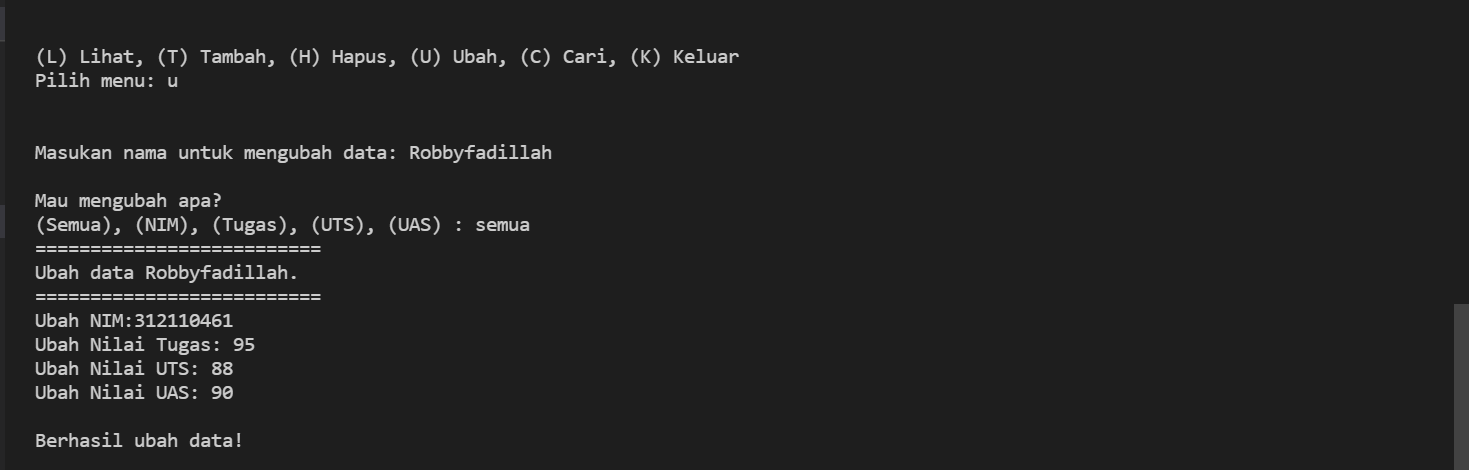 (L) Lihat, (T) Tambah, (H) Hapus, (U) Ubah, (C) Cari, (K) Keluar
Pilih menu: u
Masukan nama untuk mengubah data: Robbyfadillah
Mau mengubah apa?
(Semua), (NIM), (Tugas), (UTS), (UAS) : semua
==========================
Ubah data Robbyfadillah.
==========================
Ubah NIM:312110461
Ubah Nilai Tugas: 95
Ubah Nilai UTS: 88
Ubah Nilai UAS: 90
Berhasil ubah data!